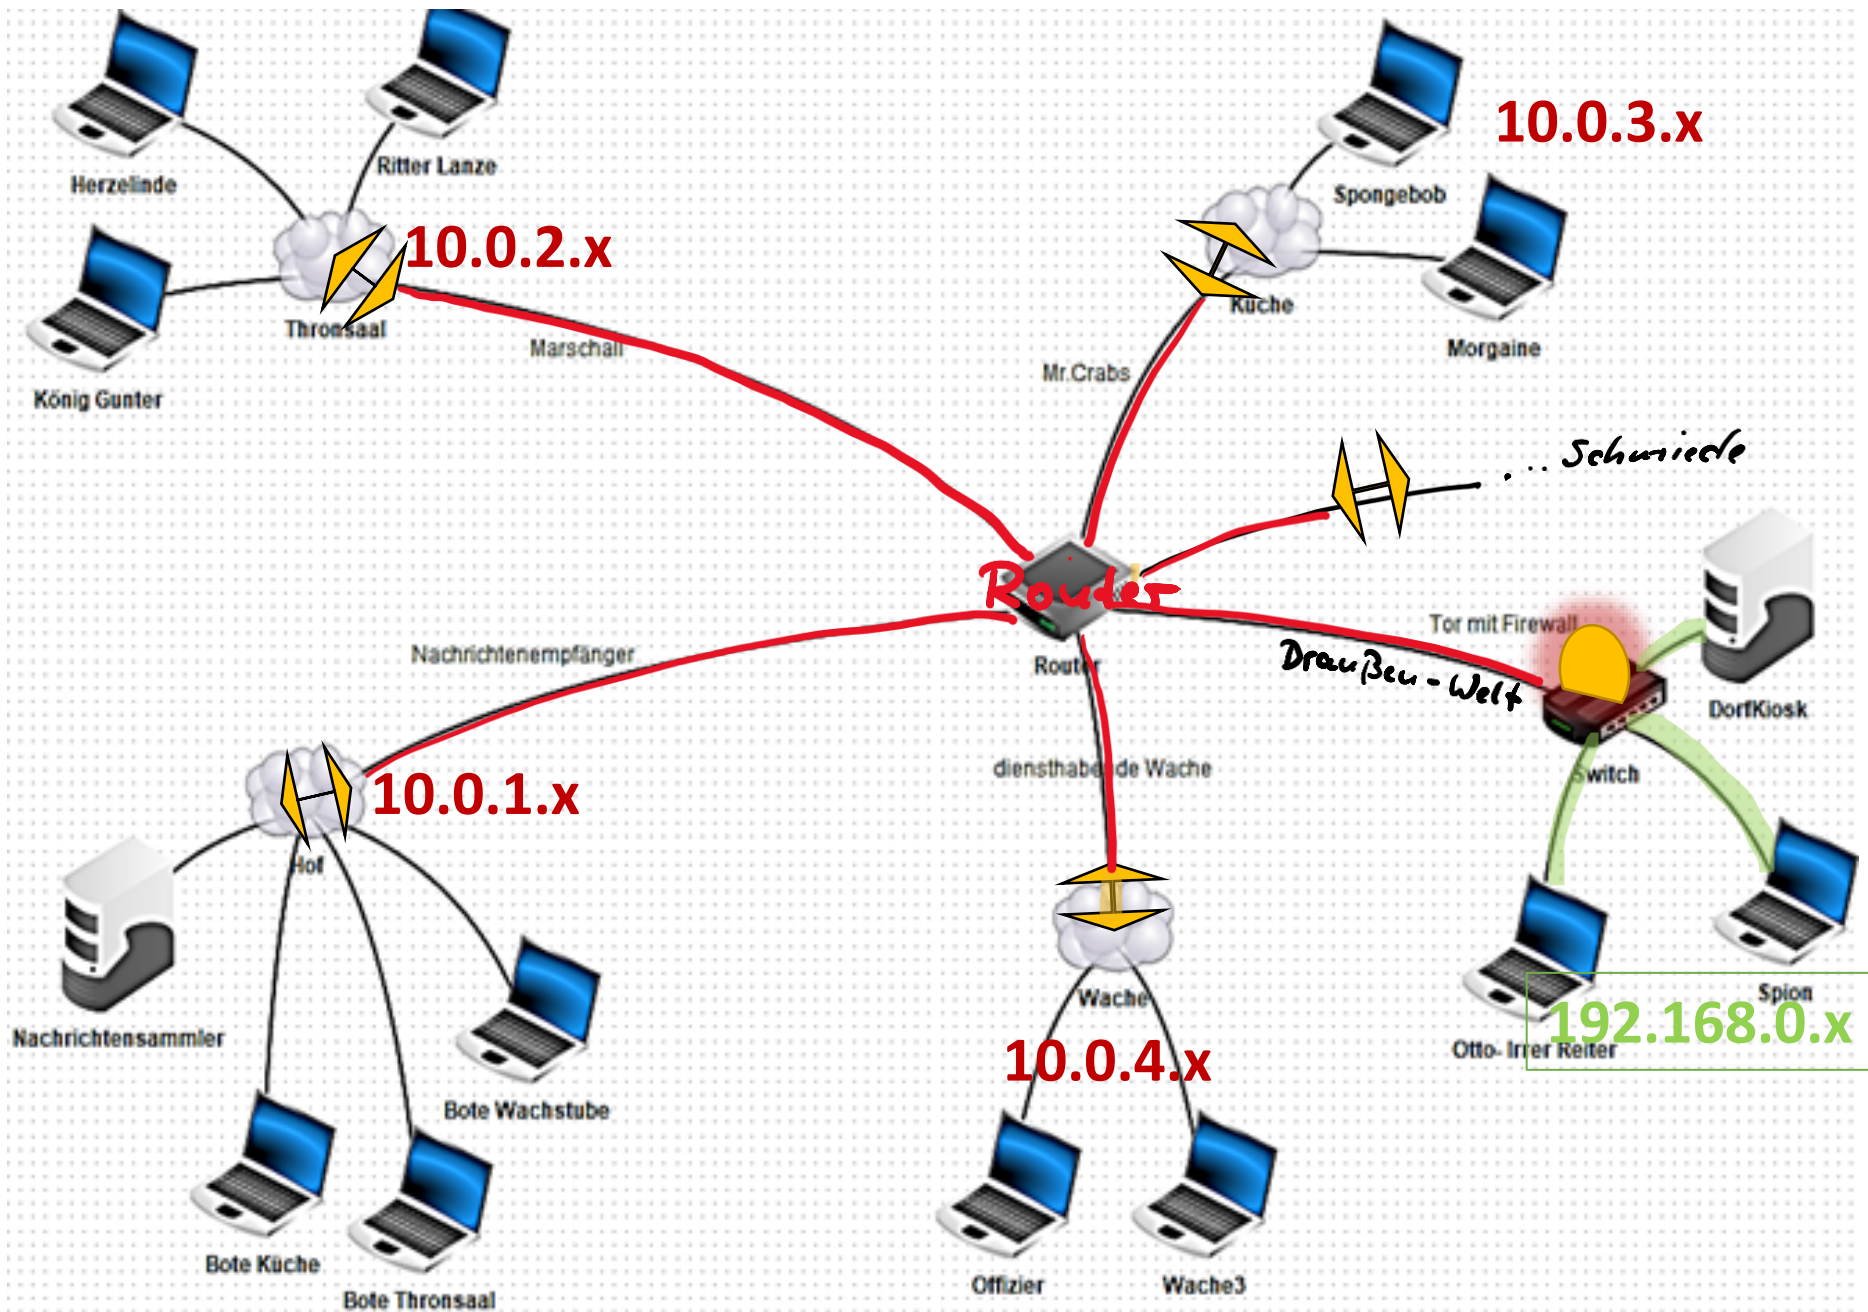 Herzelinde
Ritter Lanze
10.0.2.x
Thronsaal
König Gunter
Marschall
10.0.3.x
Spongebob
Küche
Morgaine
Mr.Crabs
... Schmiede
Router
Router
Tor mit Firewall
Draußen-Welt
DorfKiosk
Switch
Nachrichtenempfänger
diensthabende Wache
10.0.1.x
Hof
Nachrichtensammler
Bote Wachstube
Bote Küche
Bote Thronsaal
Wache
10.0.4.x
Offizier
Wache3
Spion
192.168.0.x
Otto- Irrer Reiter